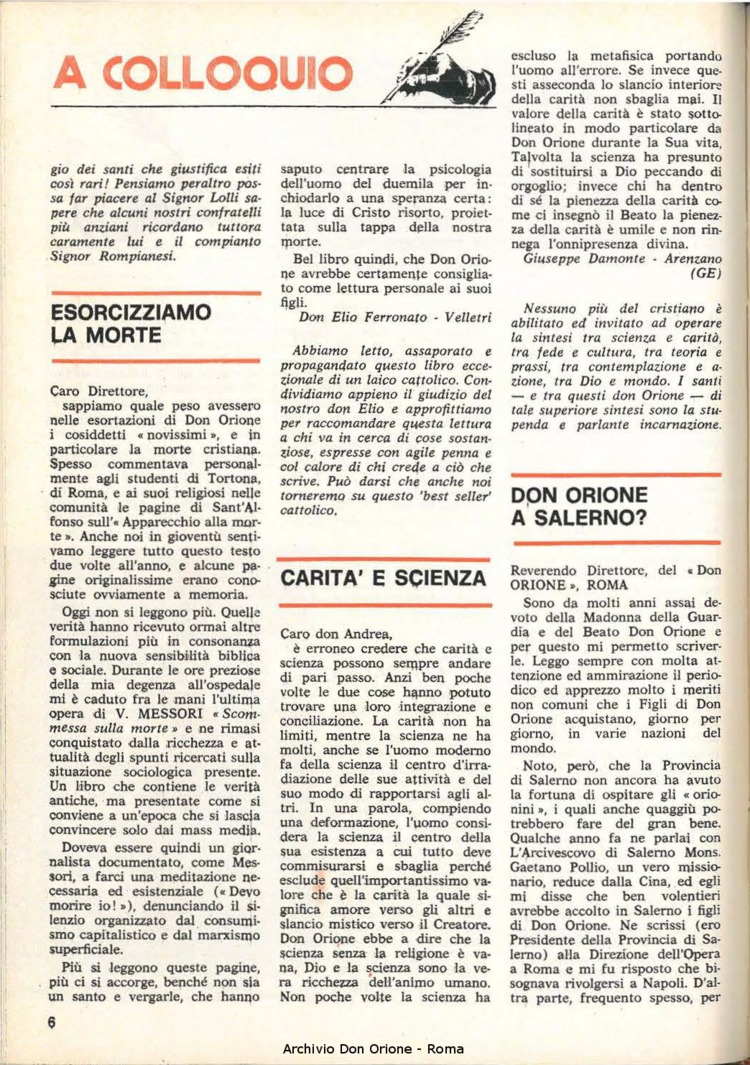 A COLLOQUIO
gio dei santi che giustifica esiti
così rari! Pensiamo peraltro pos-
sa far piacere al Signor Lolli sa-
pere che alcuni nostri confratelli
più anziani ricordano tuttora
caramente lui e il compianto
Signor Rompianesi.
ESORCIZZIAMO
LA MORTE
Caro Direttore,
sappiamo quale peso avessero
nelle esortazioni di Don Orione
i cosiddetti « novissimi », e in
particolare la morte cristiana.
Spesso commentava personal-
mente agli studenti di Tortona,
di Roma, e ai suoi religiosi nelle
comunità le pagine di Sant'Al-
fonso sull'« Apparecchio alla mor-
te ». Anche noi in gioventù senti-
vamo leggere tutto questo testo
due volte all'anno, e alcune pa-
gine originalissime erano cono-
sciute ovviamente a memoria.
Oggi non si leggono più. Quelle
verità hanno ricevuto ormai altre
formulazioni più in consonanza
con la nuova sensibilità biblica
e sociale. Durante le ore preziose
della mia degenza all'ospedale
mi è caduto fra le mani l'ultima
opera di V. MESSORI « Scom-
messa sulla morte » e ne rimasi
conquistato dalla ricchezza e at-
tualità degli spunti ricercati sulla
situazione sociologica presente.
Un libro che contiene le verità
antiche, ma presentate come si
conviene a un'epoca che si lascia
convincere solo dai mass media.
Doveva essere quindi un gior-
nalista documentato, come Mes-
sori, a farci una meditazione ne-
cessaria ed esistenziale (« Devo
morire io! »), denunciando il si-
lenzio organizzato dal consumi-
smo capitalistico e dal marxismo
superficiale.
Più si leggono queste pagine,
più ci si accorge, benché non sia
un santo e vergarle, che hanno
saputo centrare la psicologia
dell'uomo del duemila per in-
chiodarlo a una speranza certa:
la luce di Cristo risorto, proiet-
tata sulla tappa della nostra
morte.
Bel libro quindi, che Don Orio-
ne avrebbe certamente consiglia-
to come lettura personale ai suoi
figli.
Don Elio Ferronato - Velletri
Abbiamo letto, assaporato e
propagandato questo libro ecce-
zionale di un laico cattolico. Con-
dividiamo appieno il giudizio del
nostro don Elio e approfittiamo
per raccomandare questa lettura
a chi va in cerca di cose sostan-
ziose, espresse con agile penna e
col calore di chi crede a ciò che
scrive. Può darsi che anche noi
torneremo su questo 'best seller'
cattolico.
CARITA' E SCIENZA
Caro don Andrea,
è erroneo credere che carità e
scienza possono sempre andare
di pari passo. Anzi ben poche
volte le due cose hanno potuto
trovare una loro integrazione e
conciliazione. La carità non ha
limiti, mentre la scienza ne ha
molti, anche se l'uomo moderno
fa della scienza il centro d'irra-
diazione delle sue attività e del
suo modo di rapportarsi agli al-
tri. In una parola, compiendo
una deformazione, l'uomo consi-
dera la scienza il centro della
sua esistenza a cui tutto deve
commisurarsi e sbaglia perché
esclude quell'importantissimo va-
lore che è la carità la quale si-
gnifica amore verso gli altri e
slancio mistico verso il Creatore.
Don Orione ebbe a dire che la
scienza senza la religione è va-
na, Dio e la scienza sono la ve-
ra ricchezza dell'animo umano.
Non poche volte la scienza ha
escluso la metafisica portando
l'uomo all'errore. Se invece que-
sti asseconda lo slancio interiore
della carità non sbaglia mai. Il
valore della carità è stato sotto-
lineato in modo particolare da
Don Orione durante la Sua vita,
Talvolta la scienza ha presunto
di sostituirsi a Dio peccando di
orgoglio; invece chi ha dentro
di sé la pienezza della carità co-
me ci insegnò il Beato la pienez-
za della carità è umile e non rin-
nega l'onnipresenza divina.
Giuseppe Damonte - Arenzano
(GE)
Nessuno più del cristiano è
abilitato ed invitato ad operare
la sintesi tra scienza e carità,
tra fede e cultura, tra teoria e
prassi, tra contemplazione e a-
zione, tra Dio e mondo. I santi
— e tra questi don Orione — di
tale superiore sintesi sono la stu-
penda e parlante incarnazione.
DON ORIONE
A SALERNO?
Reverendo Direttore, del « Don
ORIONE », ROMA
Sono da molti anni assai de-
voto della Madonna della Guar-
dia e del Beato Don Orione e
per questo mi permetto scriver-
le. Leggo sempre con molta at-
tenzione ed ammirazione il perio-
dico ed apprezzo molto i meriti
non comuni che i Figli di Don
Orione acquistano, giorno per
giorno, in varie nazioni del
mondo.
Noto, però, che la Provincia
di Salerno non ancora ha avuto
la fortuna di ospitare gli « orio-
nini », i quali anche quaggiù po-
trebbero fare del gran bene.
Qualche anno fa ne parlai con
L'Arcivescovo di Salerno Mons.
Gaetano Pollio, un vero missio-
nario, reduce dalla Cina, ed egli
mi disse che ben volentieri
avrebbe accolto in Salerno i figli
di Don Orione. Ne scrissi (ero
Presidente della Provincia di Sa-
lerno) alla Direzione dell'Opera
a Roma e mi fu risposto che bi-
sognava rivolgersi a Napoli. D'al-
tra parte, frequento spesso, per
6
Archivio Don Orione - Roma